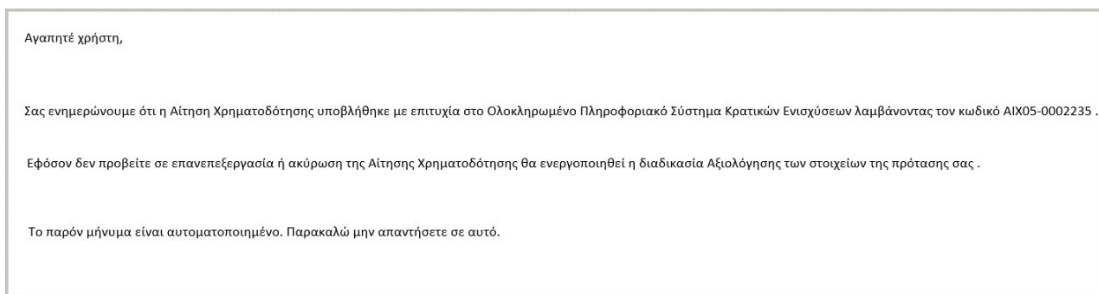 Αγαπητέ χρήστη,
Σας ενημερώνουμε ότι η Αίτηση Χρηματοδότησης υποβλήθηκε με επιτυχία στο Ολοκληρωμένο Πληροφοριακό Σύστημα Κρατικών Ενισχύσεων λαμβάνοντας τον κωδικό ΑΙΧ05-0002235 .
Εφόσον δεν προβείτε σε επανεπεξεργασία ή ακύρωση της Αίτησης Χρηματοδότησης θα ενεργοποιηθεί η διαδικασία Αξιολόγησης των στοιχείων της πρότασης σας .
Το παρόν μήνυμα είναι αυτοματοποιημένο. Παρακαλώ μην απαντήσετε σε αυτό.